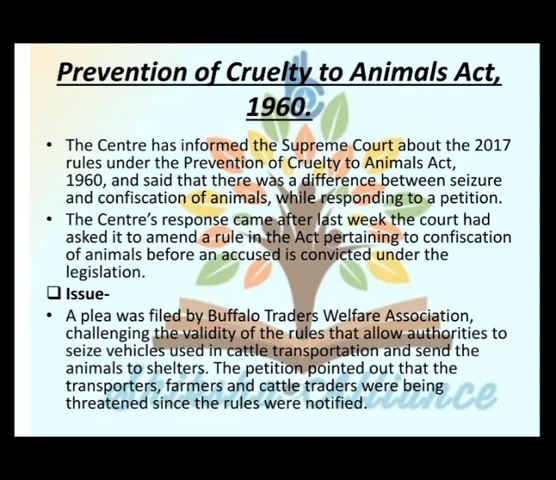 Prevention of Cruelty to Animals Act,
1960.
• The Centre has informed the Supreme Court about the 2017
rules under the Prevention of Cruelty to Animals Act,
1960, and said that there was a difference between seizure
and confiscation of animals, while responding to a petition.
• The Centre's response came after last week the court had
asked it to amend a rule in the Act pertaining to confiscation
of animals before an accused is convicted under the
legislation.
❑ Issue-
• A plea was filed by Buffalo Traders Welfare Association,
challenging the validity of the rules that allow authorities to
seize vehicles used in cattle transportation and send the
animals to shelters. The petition pointed out that the
transporters, farmers and cattle traders were being
threatened since the rules were notified.